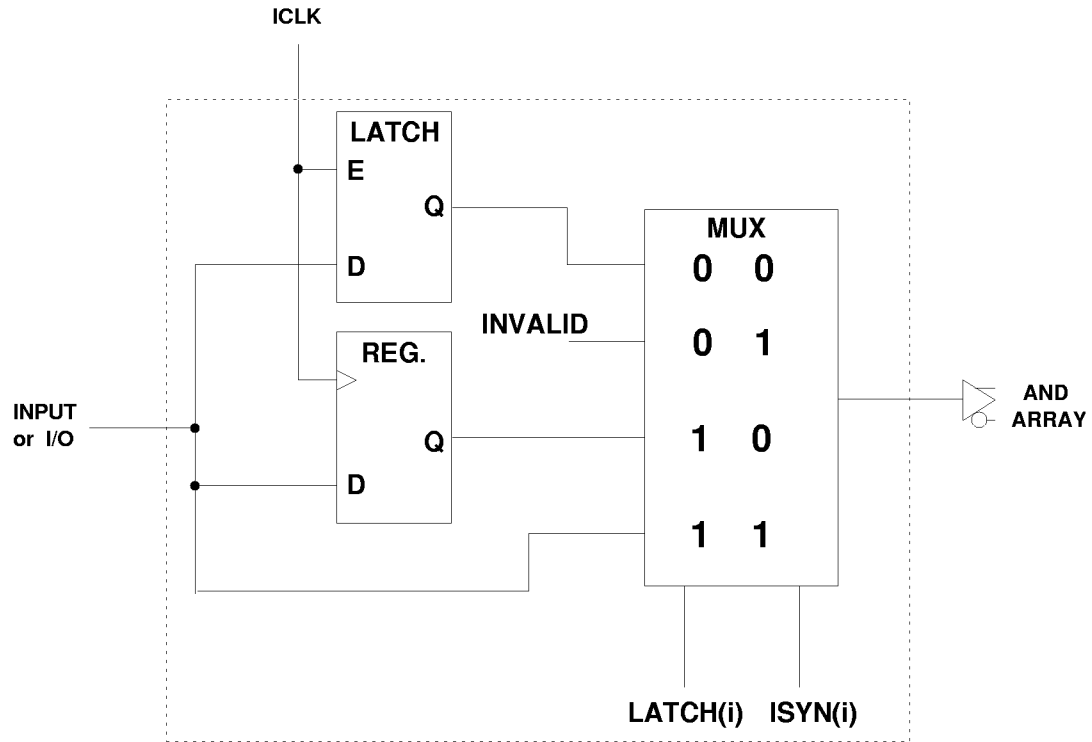 ICLK
LATCH
E
Q
D
MUX
0 0
INVALID
0 1
REG.
INPUT
or I/O
Q
D
1 0
1 1
AND
ARRAY
LATCH(i) ISYN(i)